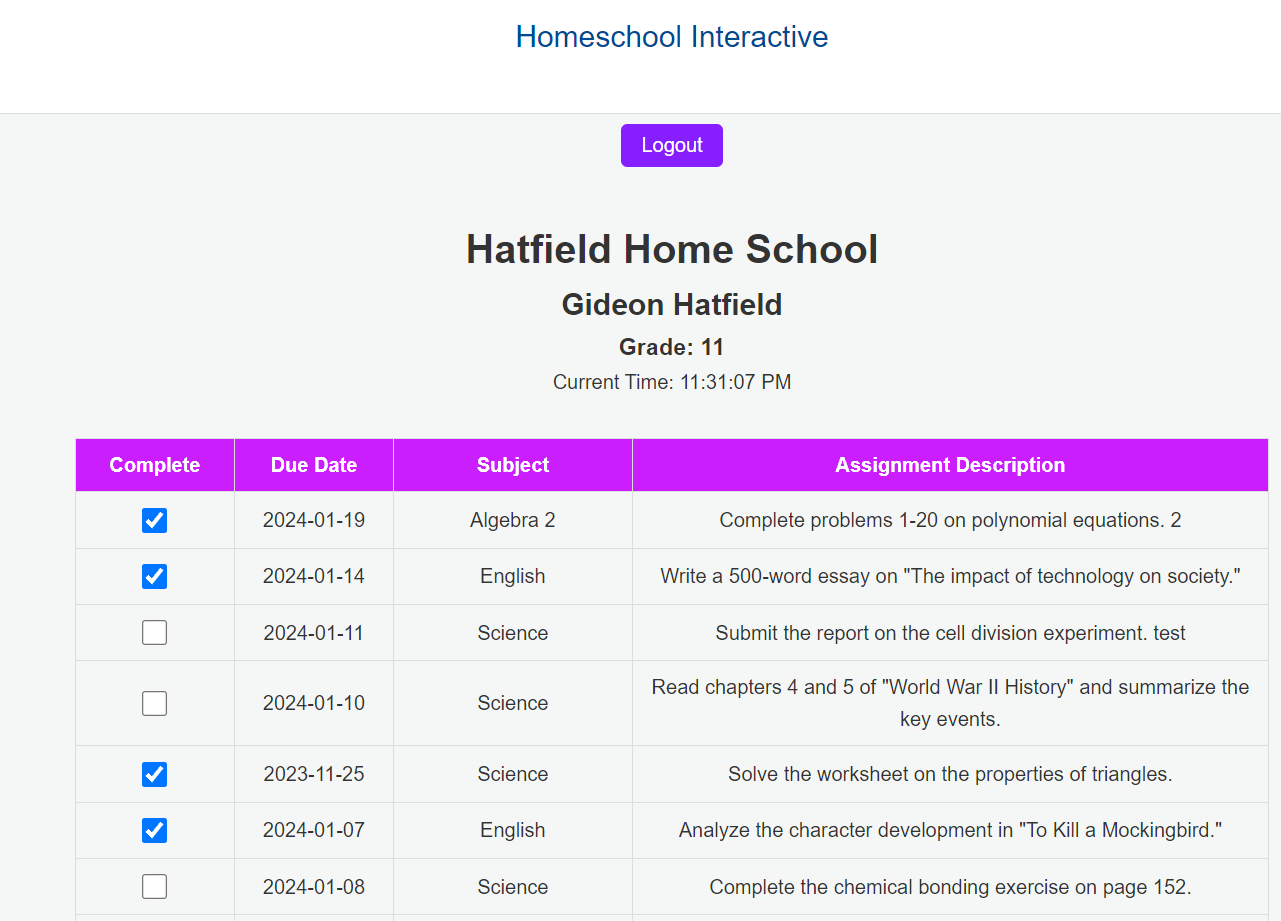 Homeschool Interactive
Logout
Hatfield Home School
Gideon Hatfield
Grade: 11
Current Time: 11:31:07 PM
Complete Due Date Subject Assignment Description
2024-01-19 Algebra 2 Complete problems 1-20 on polynomial equations. 2
2024-01-14 English Write a 500-word essay on "The impact of technology on society."
2024-01-11 Science Submit the report on the cell division experiment. test
2024-01-10 Science Read chapters 4 and 5 of "World War II History" and summarize the
key events.
2023-11-25 Science Solve the worksheet on the properties of triangles.
2024-01-07 English Analyze the character development in "To Kill a Mockingbird."
2024-01-08 Science Complete the chemical bonding exercise on page 152.